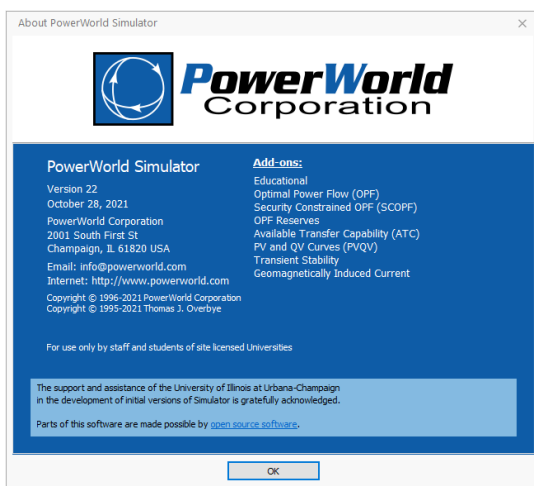 About PowerWorld Simulator
PowerWorld
Corporation
PowerWorld Simulator
Version 22
October 28, 2021
PowerWorld Corporation
2001 South First St
Champaign, IL 61820 USA
Email: info@powerworld.com
Internet: http://www.powerworld.com
Copyright © 1996-2021 PowerWorld Corporation
Copyright © 1995-2021 Thomas J. Overbye
Add-ons:
Educational
Optimal Power Flow (OPF)
Security Constrained OPF (SCOPF)
OPF Reserves
Available Transfer Capability (ATC)
PV and QV Curves (PVQV)
Transient Stability
Geomagnetically Induced Current
For use only by staff and students of site licensed Universities
The support and assistance of the University of Illinois at Urbana-Champaign
in the development of initial versions of Simulator is gratefully acknowledged.
Parts of this software are made possible by open source software.
OK